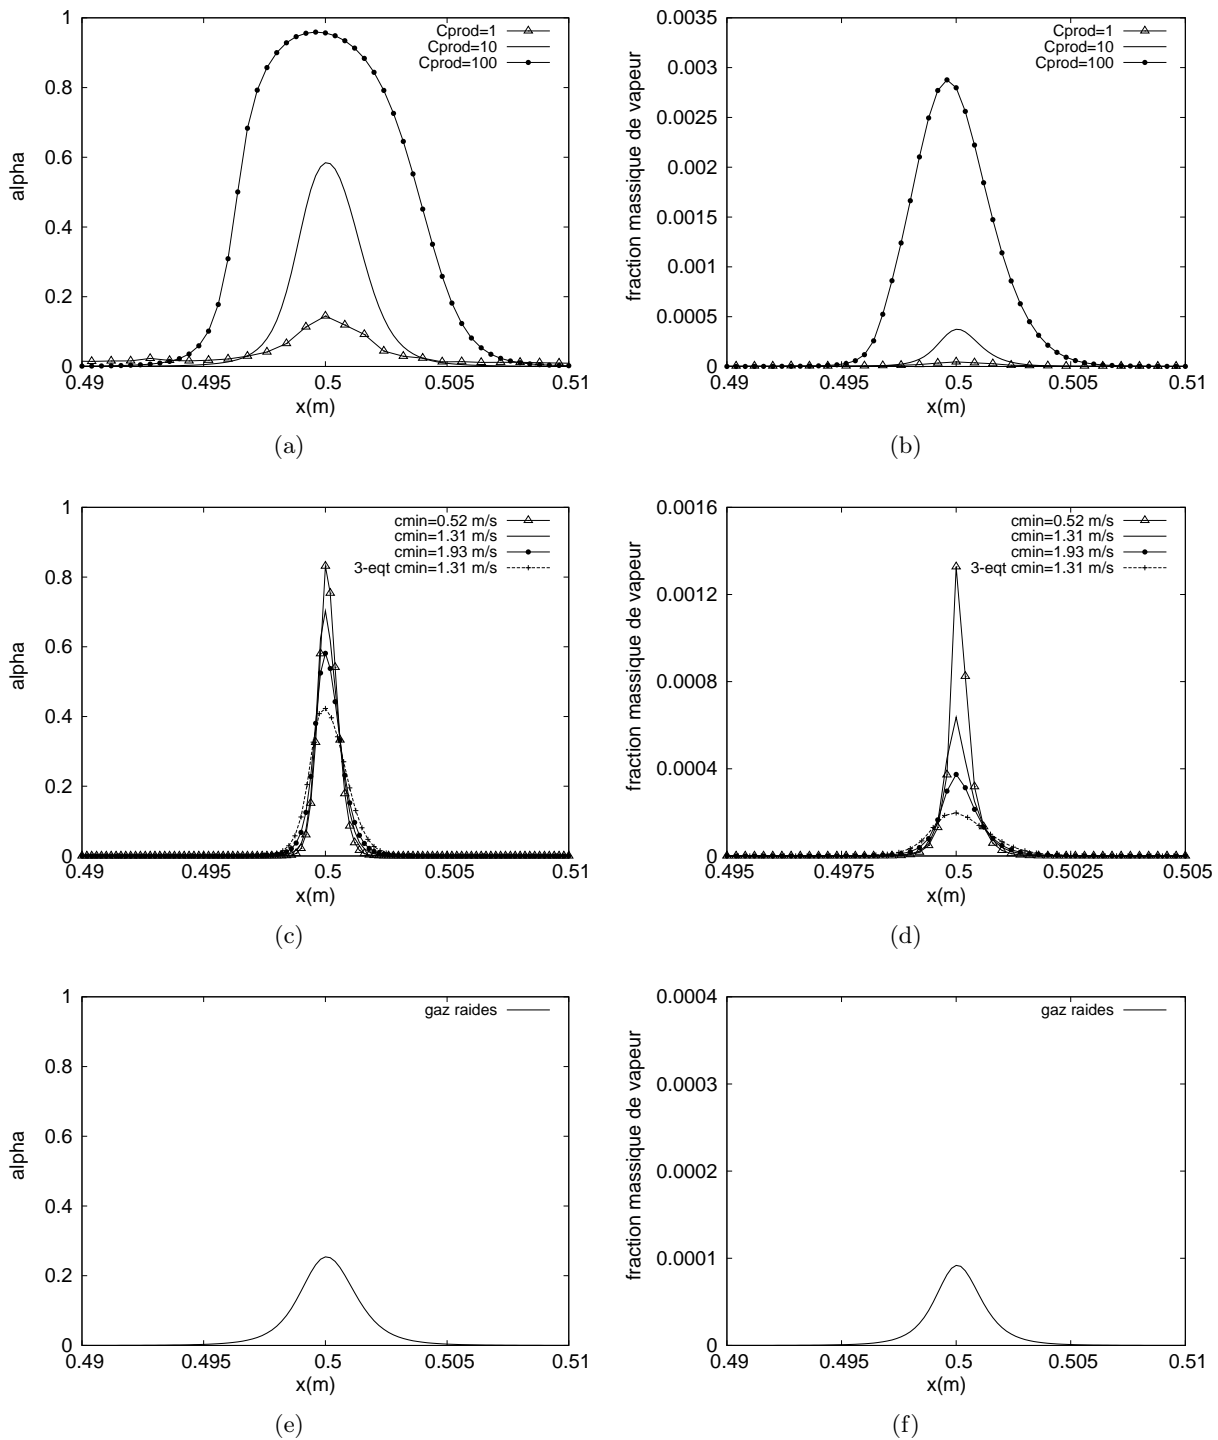 1
0.8
0.6
0.4
0.2
0
alpha
0.49
0.495
0.5
0.505
0.51
x(m)
Cprod=1
Cprod=10
Cprod=100
(a)
0.0035
0.003
0.0025
0.002
0.0015
0.001
0.0005
0
fraction massique de vapeur
0.49
0.495
0.5
0.505
0.51
x(m)
Cprod=1
Cprod=10
Cprod=100
(b)
1
0.8
0.6
0.4
0.2
0
alpha
0.49
0.495
0.5
0.505
0.51
x(m)
cmin=0.52 m/s
cmin=1.31 m/s
cmin=1.93 m/s
3-eqt cmin=1.31 m/s
(c)
0.0016
0.0012
0.0008
0.0004
0
fraction massique de vapeur
0.495
0.4975
0.5
0.5025
0.505
x(m)
cmin=0.52 m/s
cmin=1.31 m/s
cmin=1.93 m/s
3-eqt cmin=1.31 m/s
(d)
1
0.8
0.6
0.4
0.2
0
alpha
0.49
0.495
0.5
0.505
0.51
x(m)
gaz raides
(e)
0.0004
0.0003
0.0002
0.0001
0
fraction massique de vapeur
0.49
0.495
0.5
0.505
0.51
x(m)
gaz raides
(f)